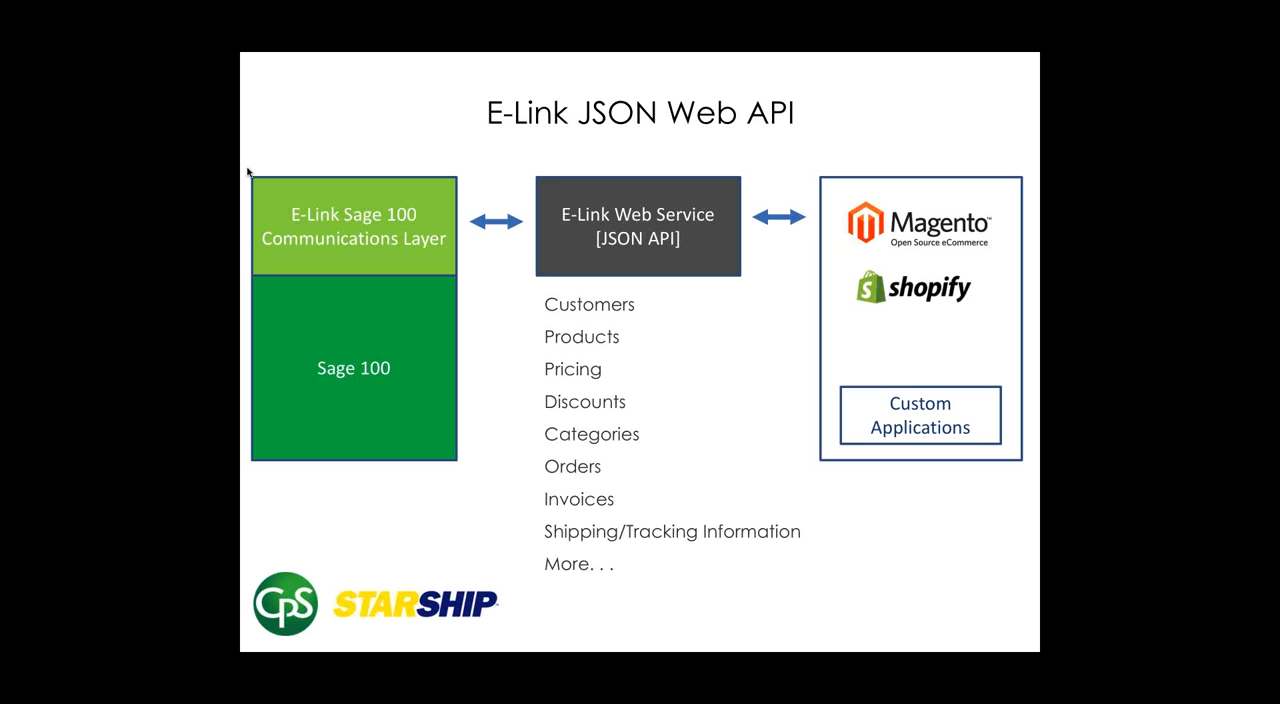 E-Link JSON Web API
E-Link Sage 100
Communications Layer
Sage 100
E-Link Web Service
[JSON API]
Customers
Products
Pricing
Discounts
Categories
Orders
Invoices
Shipping/Tracking Information
More. . .
Magento™
Open Source eCommerce
shopify
Custom
Applications
CPS
STARSHIP